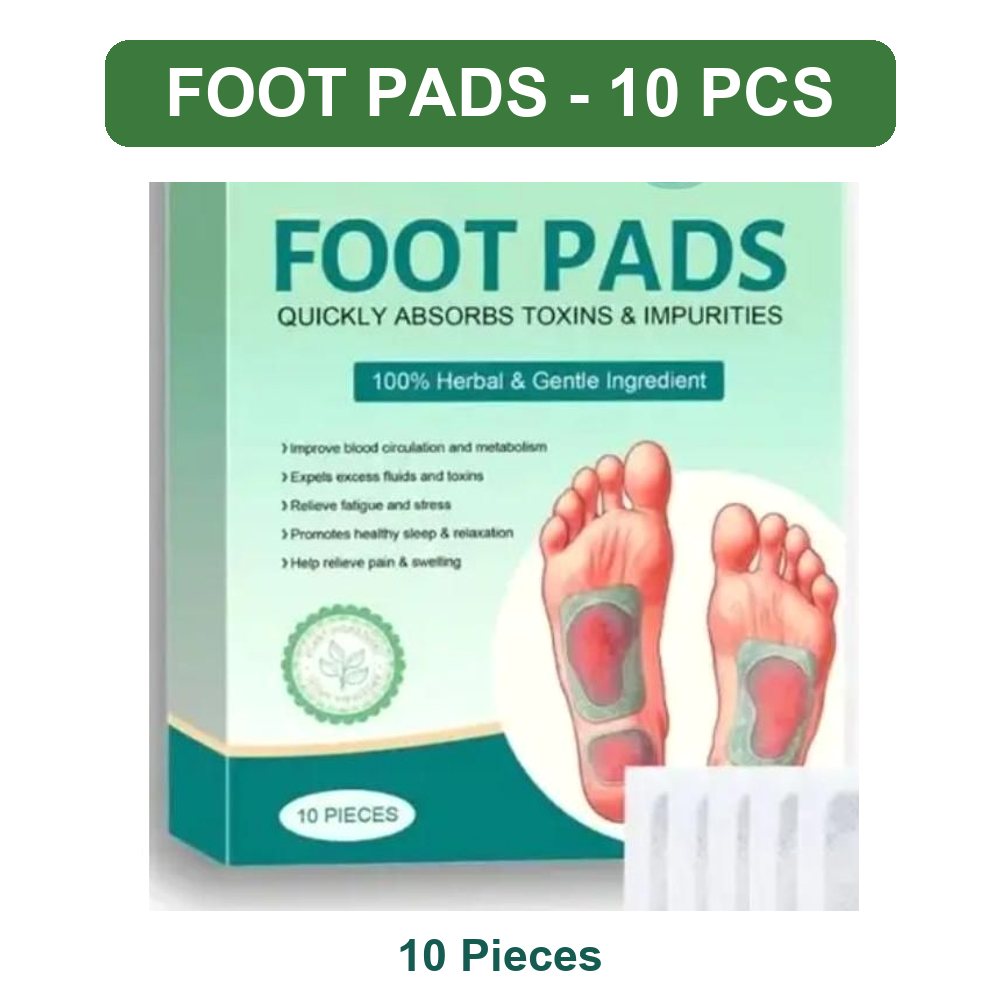 FOOT PADS - 10 PCS
FOOT PADS
QUICKLY ABSORBS TOXINS & IMPURITIES
100% Herbal & Gentle Ingredient
Improve blood circulation and metabolism
Expels excess fluids and toxins
Relieve fatigue and stress
Promotes healthy sleep & relaxation
Help relieve pain & swelling
10 PIECES
10 Pieces